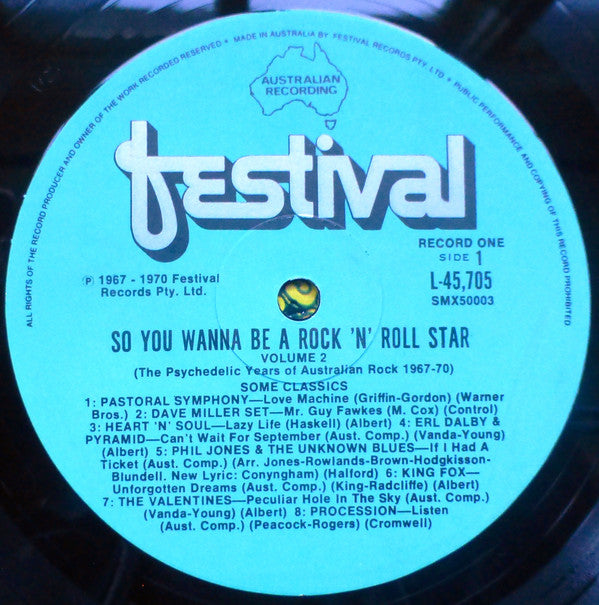 ALL RIGHTS OF THE RECORD PRODUCER AND OWNER OF THE WORK RECORDED RESERVED • MADE IN AUSTRALIA BY FESTIVAL RECORDS PTY. LTD. • PUBLIC PERFORMANCE AND COPYING OF THIS RECORD PROHIBITED
AUSTRALIAN
RECORDING
festival
RECORD ONE
SIDE 1
L-45,705
SMX50003
Ⓟ 1967 - 1970 Festival
Records Pty. Ltd.
SO YOU WANNA BE A ROCK 'N' ROLL STAR
VOLUME 2
(The Psychedelic Years of Australian Rock 1967-70)
SOME CLASSICS
1: PASTORAL SYMPHONY—Love Machine (Griffin-Gordon) (Warner
Bros.) 2: DAVE MILLER SET—Mr. Guy Fawkes (M. Cox) (Control)
3: HEART 'N' SOUL—Lazy Life (Haskell) (Albert) 4: ERL DALBY &
PYRAMID—Can't Wait For September (Aust. Comp.) (Vanda-Young)
(Albert) 5: PHIL JONES & THE UNKNOWN BLUES—If I Had A
Ticket (Aust. Comp.) (Arr. Jones-Rowlands-Brown-Hodgkisson-
Blundell. New Lyric: Conyngham) (Halford) 6: KING FOX—
Unforgotten Dreams (Aust. Comp.) (King-Radcliffe) (Albert)
7: THE VALENTINES—Peculiar Hole In The Sky (Aust. Comp.)
(Vanda-Young) (Albert) 8: PROCESSION—Listen
(Aust. Comp.) (Peacock-Rogers) (Cromwell)